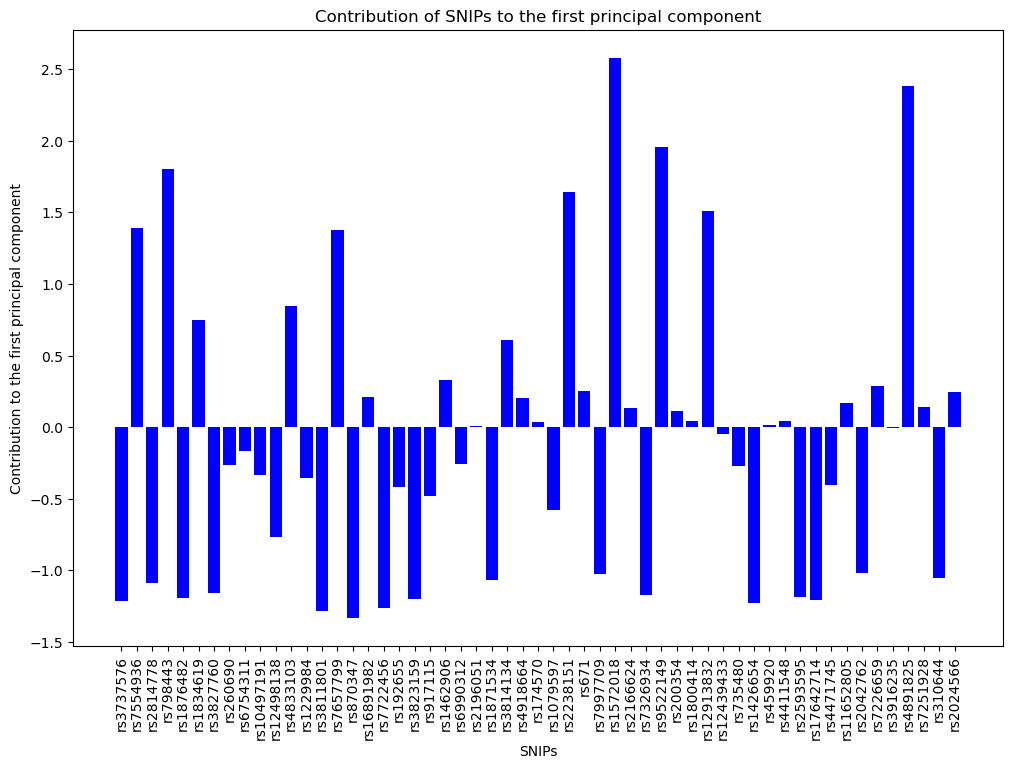 Contribution of SNIPs to the first principal component
Contribution to the first principal component
2.5
2.0
1.5
1.0
0.5
0.0
−0.5
−1.0
−1.5
rs3737576
rs7554936
rs2814778
rs798443
rs1876482
rs1834619
rs3827760
rs260690
rs6754311
rs10497191
rs12498138
rs4833103
rs1229984
rs3811801
rs7657799
rs870347
rs16891982
rs7722456
rs192655
rs3823159
rs917115
rs1462906
rs6990312
rs2196051
rs1871534
rs3814134
rs4918664
rs174570
rs1079597
rs2238151
rs671
rs7997709
rs1572018
rs2166624
rs7326934
rs9522149
rs200354
rs1800414
rs12913832
rs12439433
rs735480
rs1426654
rs459920
rs4411548
rs2593595
rs17642714
rs4471745
rs11652805
rs2042762
rs7226659
rs3916235
rs4891825
rs7251928
rs310644
rs2024566
SNIPs